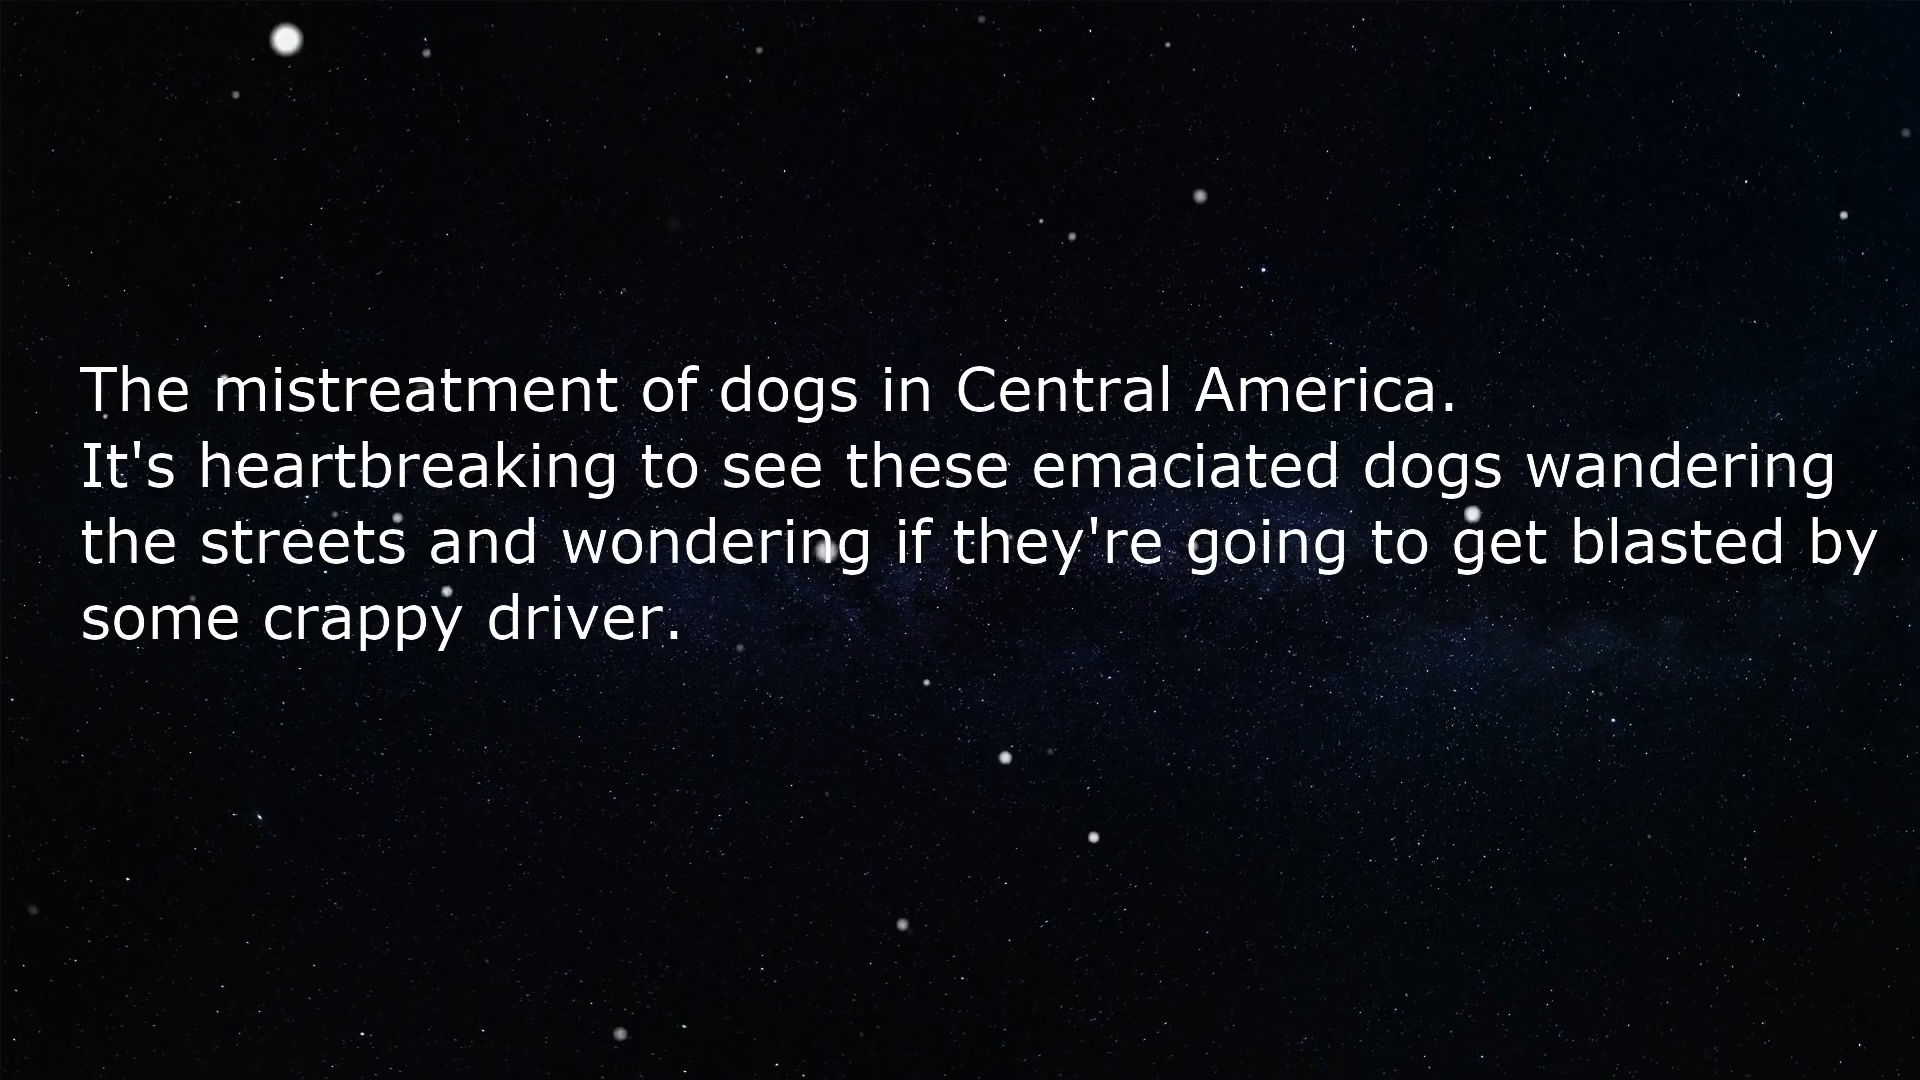 The mistreatment of dogs in Central America.
It's heartbreaking to see these emaciated dogs wandering
the streets and wondering if they're going to get blasted by
some crappy driver.